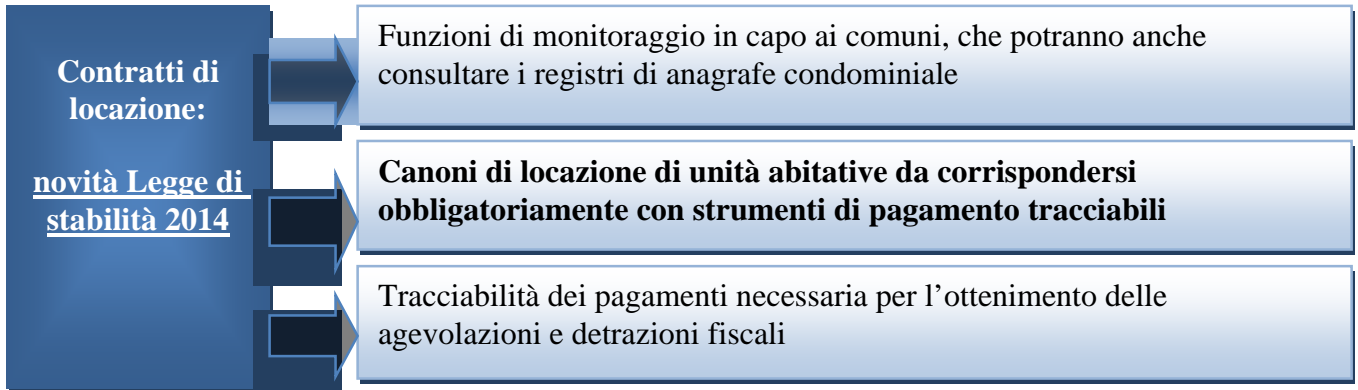 Contratti di
locazione:
novità Legge di
stabilità 2014
Funzioni di monitoraggio in capo ai comuni, che potranno anche
consultare i registri di anagrafe condominiale
Canoni di locazione di unità abitative da corrispondersi
obbligatoriamente con strumenti di pagamento tracciabili
Tracciabilità dei pagamenti necessaria per l’ottenimento delle
agevolazioni e detrazioni fiscali